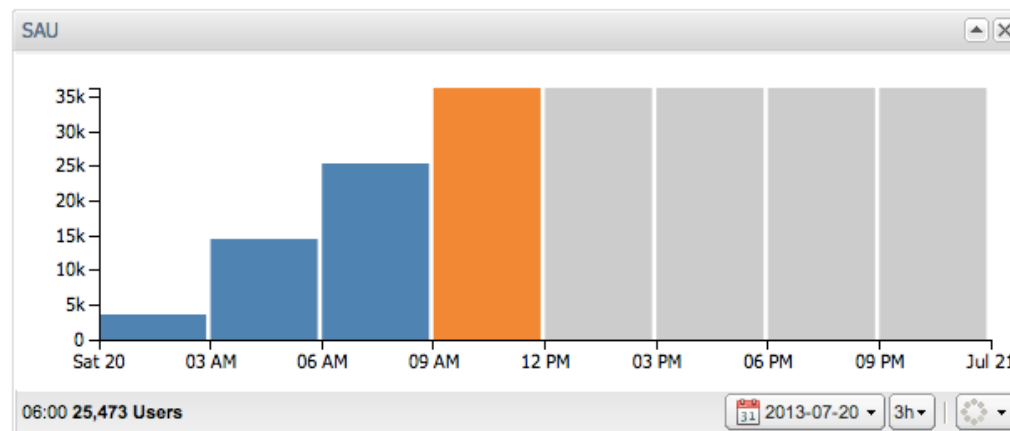 SAU
35k
30k
25k
20k
15k
10k
5k
0
Sat 20 03 AM 06 AM 09 AM 12 PM 03 PM 06 PM 09 PM Jul 21
06:00 25,473 Users 31 2013-07-20 3h